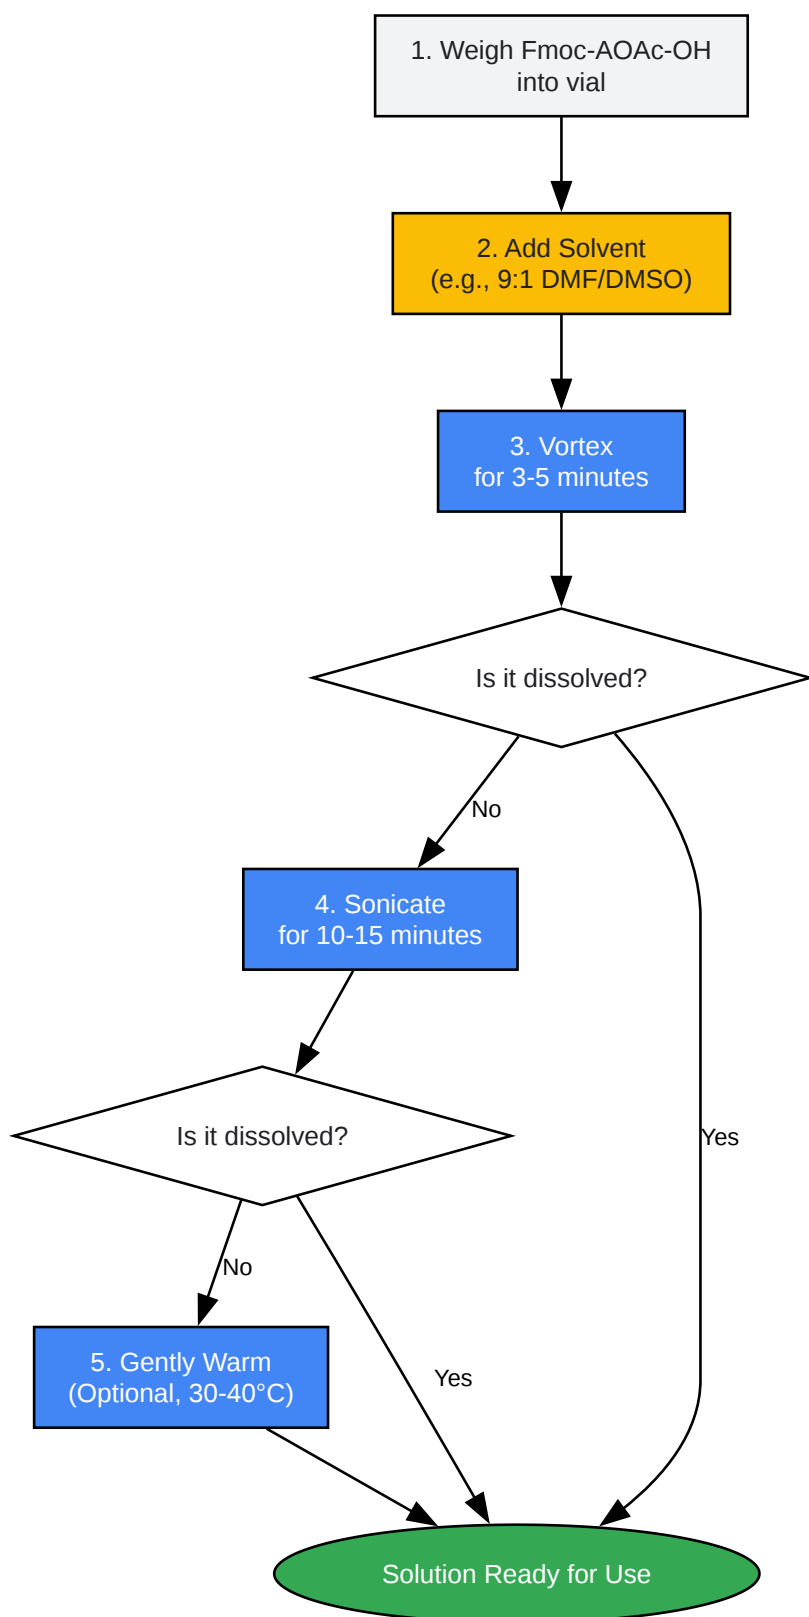 1. Weigh Fmoc-AOAc-OH
into vial
2. Add Solvent
(e.g., 9:1 DMF/DMSO)
3. Vortex
for 3-5 minutes
Is it dissolved?
No
4. Sonicate
for 10-15 minutes
Is it dissolved?
Yes
No
5. Gently Warm
(Optional, 30-40°C)
Yes
Solution Ready for Use